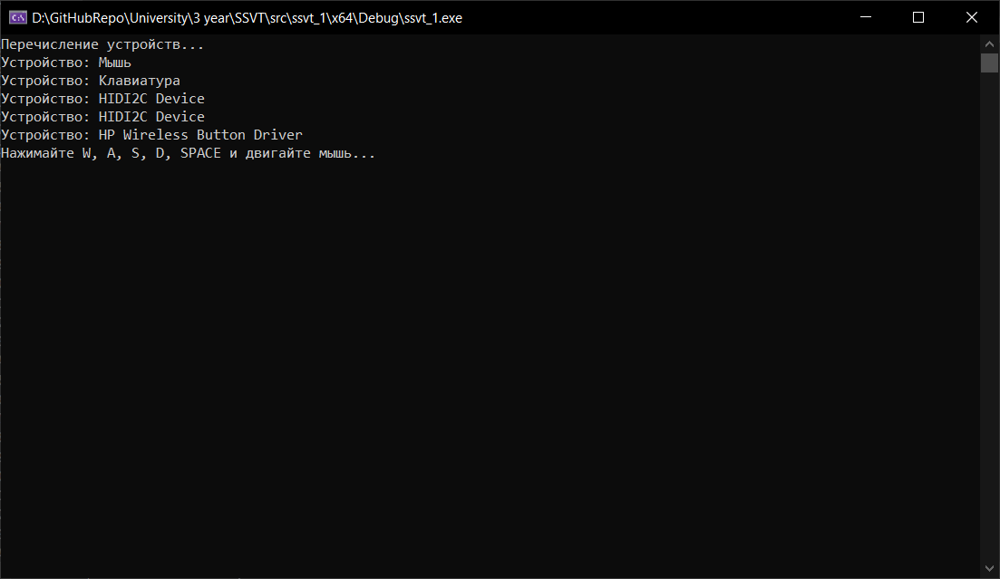 D:\GitHubRepo\University\3 year\SSVT\src\ssvt_1\x64\Debug\ssvt_1.exe
Перечисление устройств...
Устройство: Мышь
Устройство: Клавиатура
Устройство: HIDI2C Device
Устройство: HIDI2C Device
Устройство: HP Wireless Button Driver
Нажимайте W, A, S, D, SPACE и двигайте мышь...